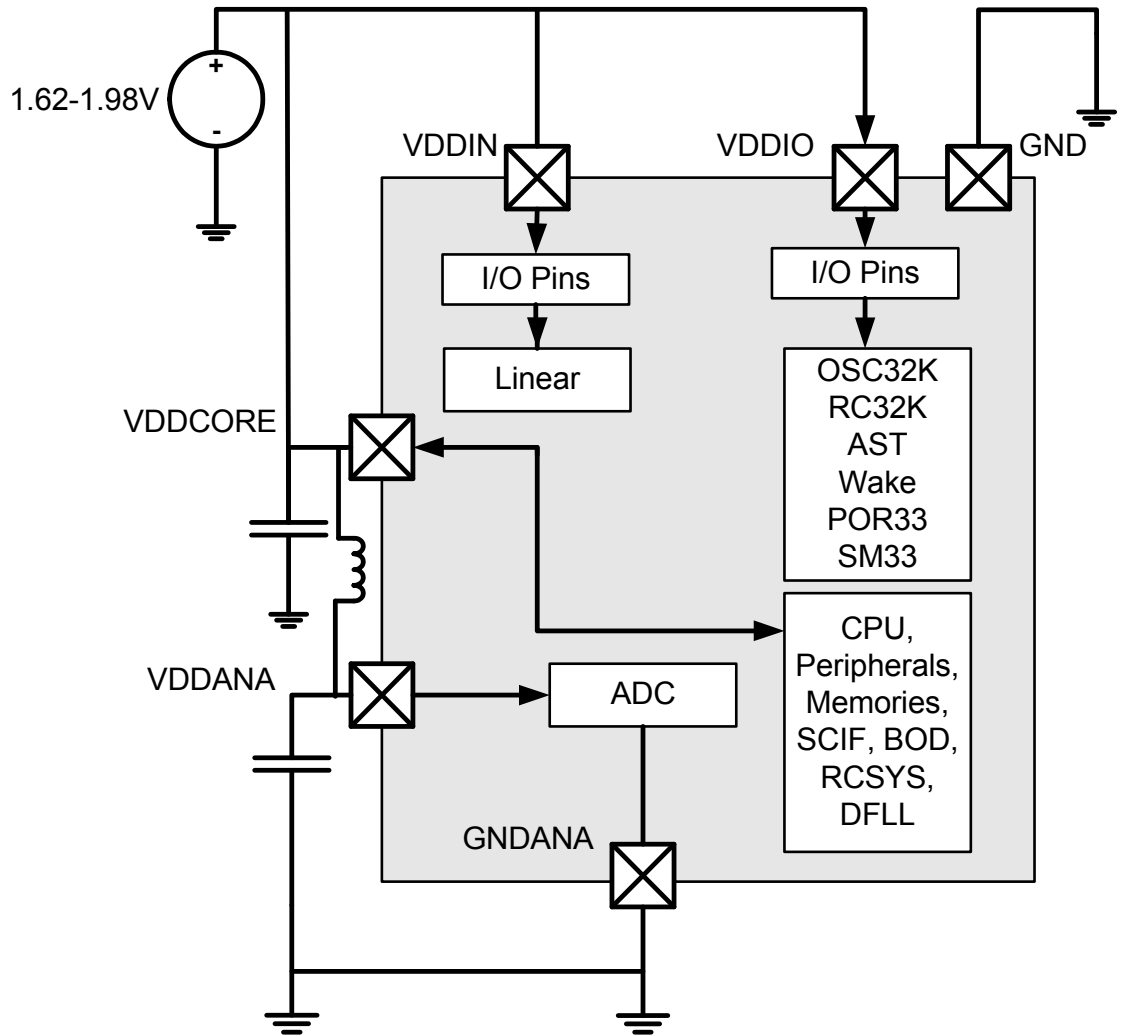 +
1.62-1.98V
-
VDDIN
VDDIO
GND
I/O Pins
I/O Pins
Linear
OSC32K
RC32K
AST
Wake
POR33
SM33
VDDCORE
CPU,
Peripherals,
Memories,
SCIF, BOD,
RCSYS,
DFLL
VDDANA
ADC
GNDANA